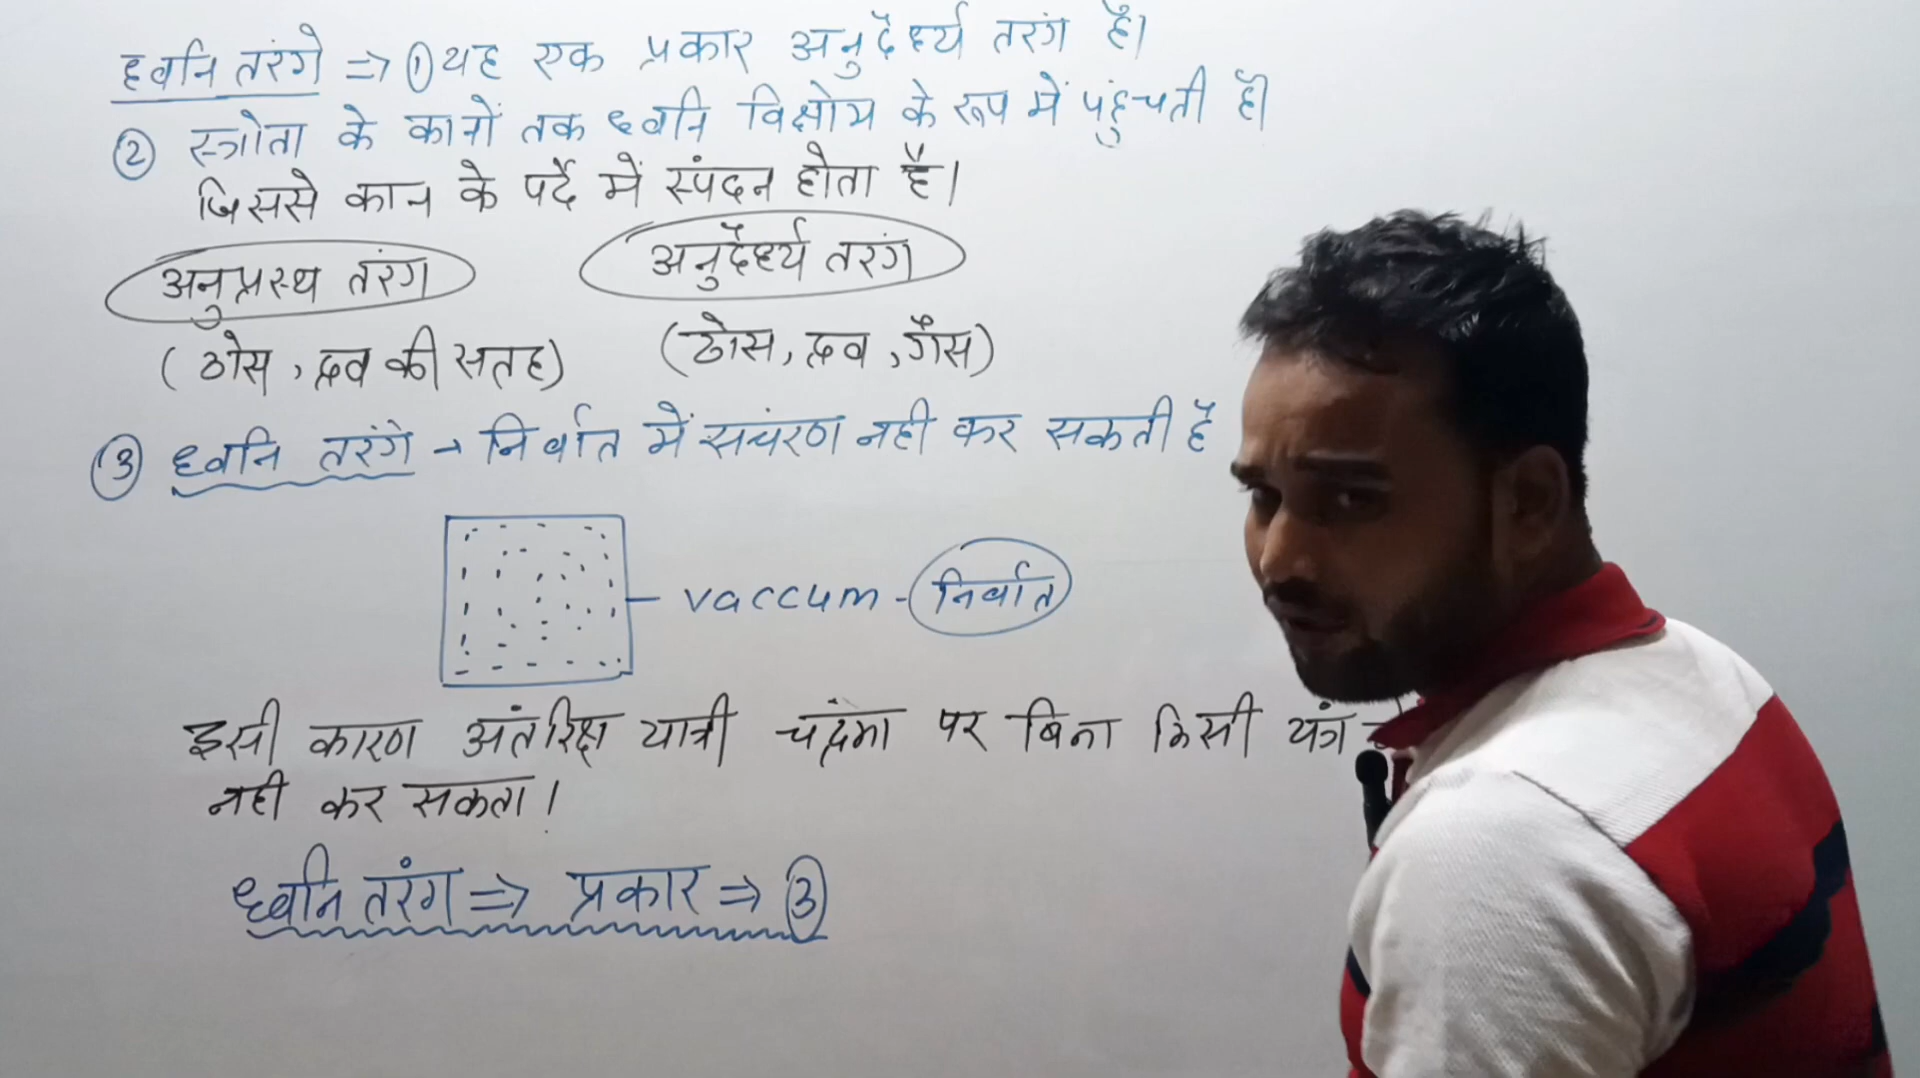 ध्वनि तरंगे ⇒ ① यह एक प्रकार अनुदैर्ध्य तरंग है।
② स्त्रोता के कानों तक ध्वनि विक्षोभ के रूप में पहुंचती है।
जिससे कान के पर्दे में स्पंदन होता है।
अनुप्रस्थ तरंग अनुदैर्ध्य तरंग
(ठोस, द्रव की सतह) (ठोस, द्रव, गैस)
③ ध्वनि तरंगे → निर्वात में सचंरण नही कर सकती है
vaccum - निर्वात
इसी कारण अंतरिक्ष यात्री चंद्रमा पर बिना किसी यंत्र
नही कर सकता।
ध्वनि तरंग ⇒ प्रकार ⇒ ③